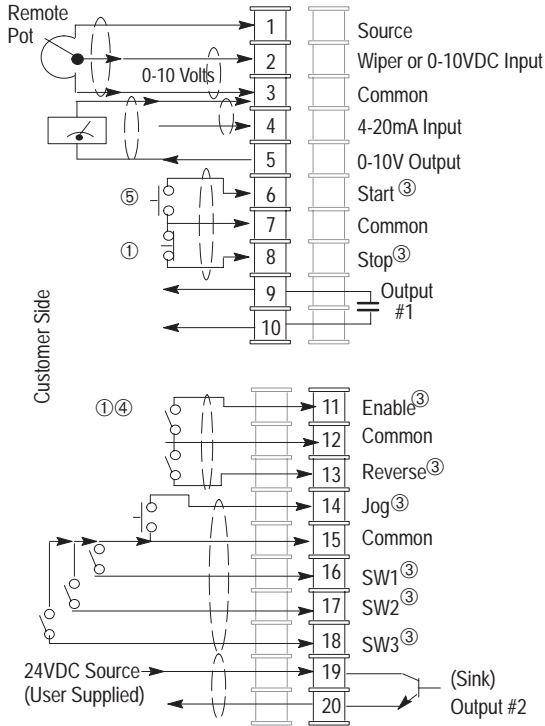 Remote
Pot
1 Source
2 Wiper or 0-10VDC Input
0-10 Volts
3 Common
4 4-20mA Input
5 0-10V Output
⑤ 6 Start ③
7 Common
① 8 Stop③
9 Output
#1
10
Customer Side
①④ 11 Enable③
12 Common
13 Reverse③
14 Jog③
15 Common
16 SW1③
17 SW2③
18 SW3③
24VDC Source 19 (Sink)
(User Supplied) 20 Output #2